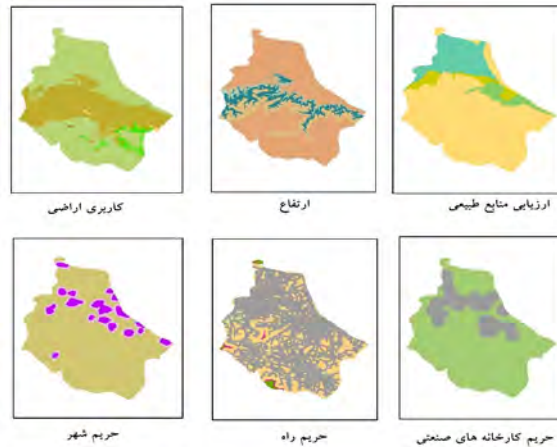 ارزیابی منابع طبیعی
ارتفاع
کاربری اراضی
حریم کارخانه های صنعتی
حریم راه
حریم شهر